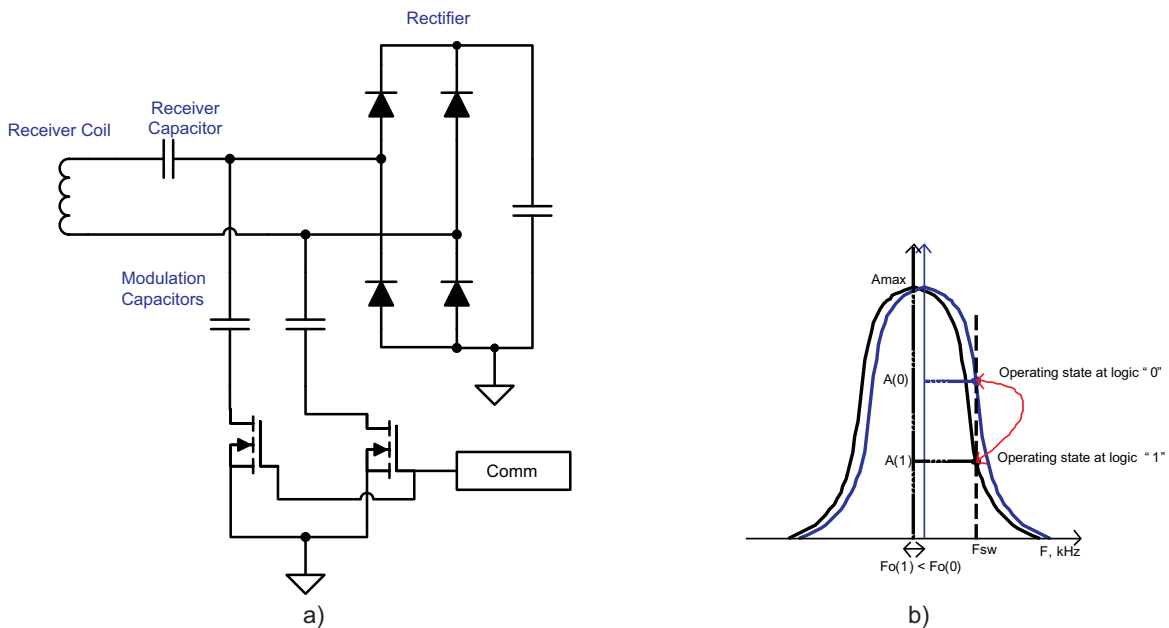 Rectifier
Receiver
Capacitor
Receiver Coil
Modulation
Capacitors
Comm
a)
Amax
A(0)
Operating state at logic “ 0”
A(1)
Operating state at logic “ 1”
Fsw
F, kHz
Fo(1) < Fo(0)
b)